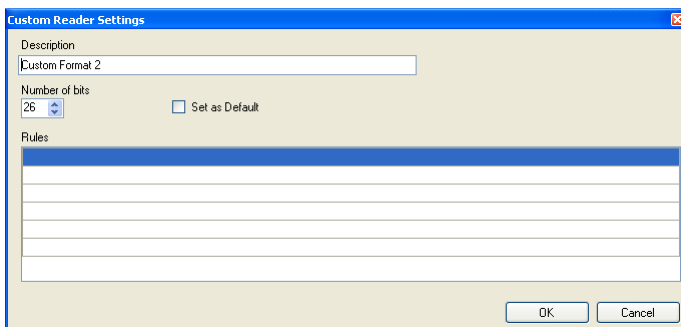 Custom Reader Settings
Description
Custom Format 2
Number of bits
26
Set as Default
Rules
OK
Cancel